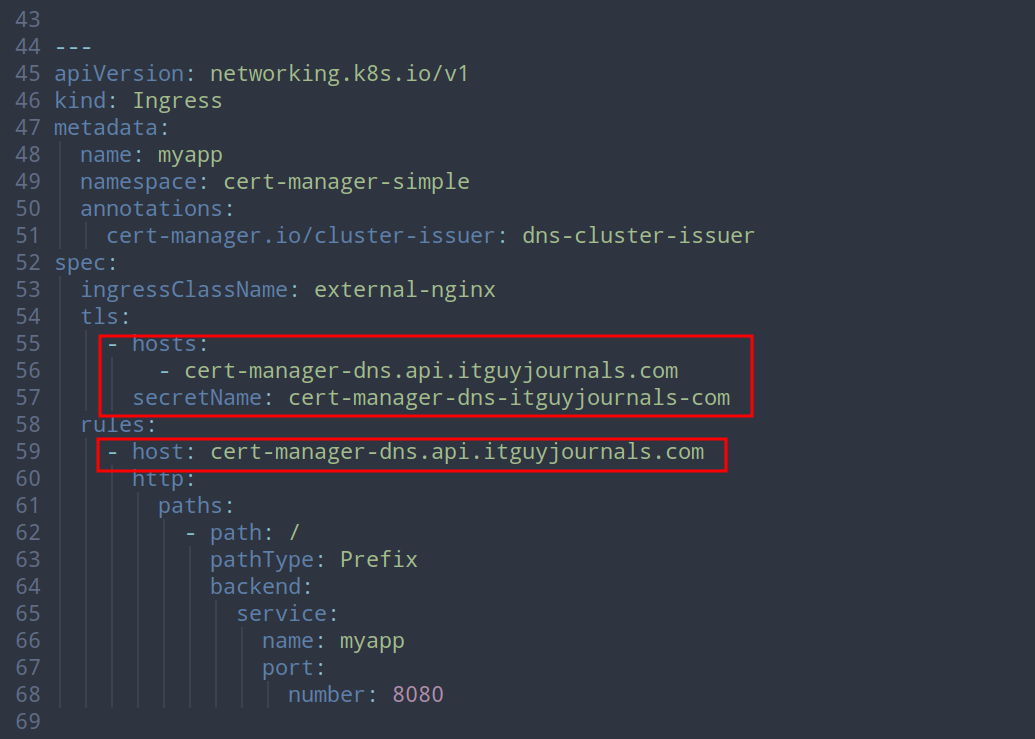 43
44 ---
45 apiVersion: networking.k8s.io/v1
46 kind: Ingress
47 metadata:
48   name: myapp
49   namespace: cert-manager-simple
50   annotations:
51     cert-manager.io/cluster-issuer: dns-cluster-issuer
52 spec:
53   ingressClassName: external-nginx
54   tls:
55     - hosts:
56         - cert-manager-dns.api.itguyjournals.com
57       secretName: cert-manager-dns-itguyjournals-com
58   rules:
59     - host: cert-manager-dns.api.itguyjournals.com
60       http:
61         paths:
62           - path: /
63             pathType: Prefix
64             backend:
65               service:
66                 name: myapp
67                 port:
68                   number: 8080
69